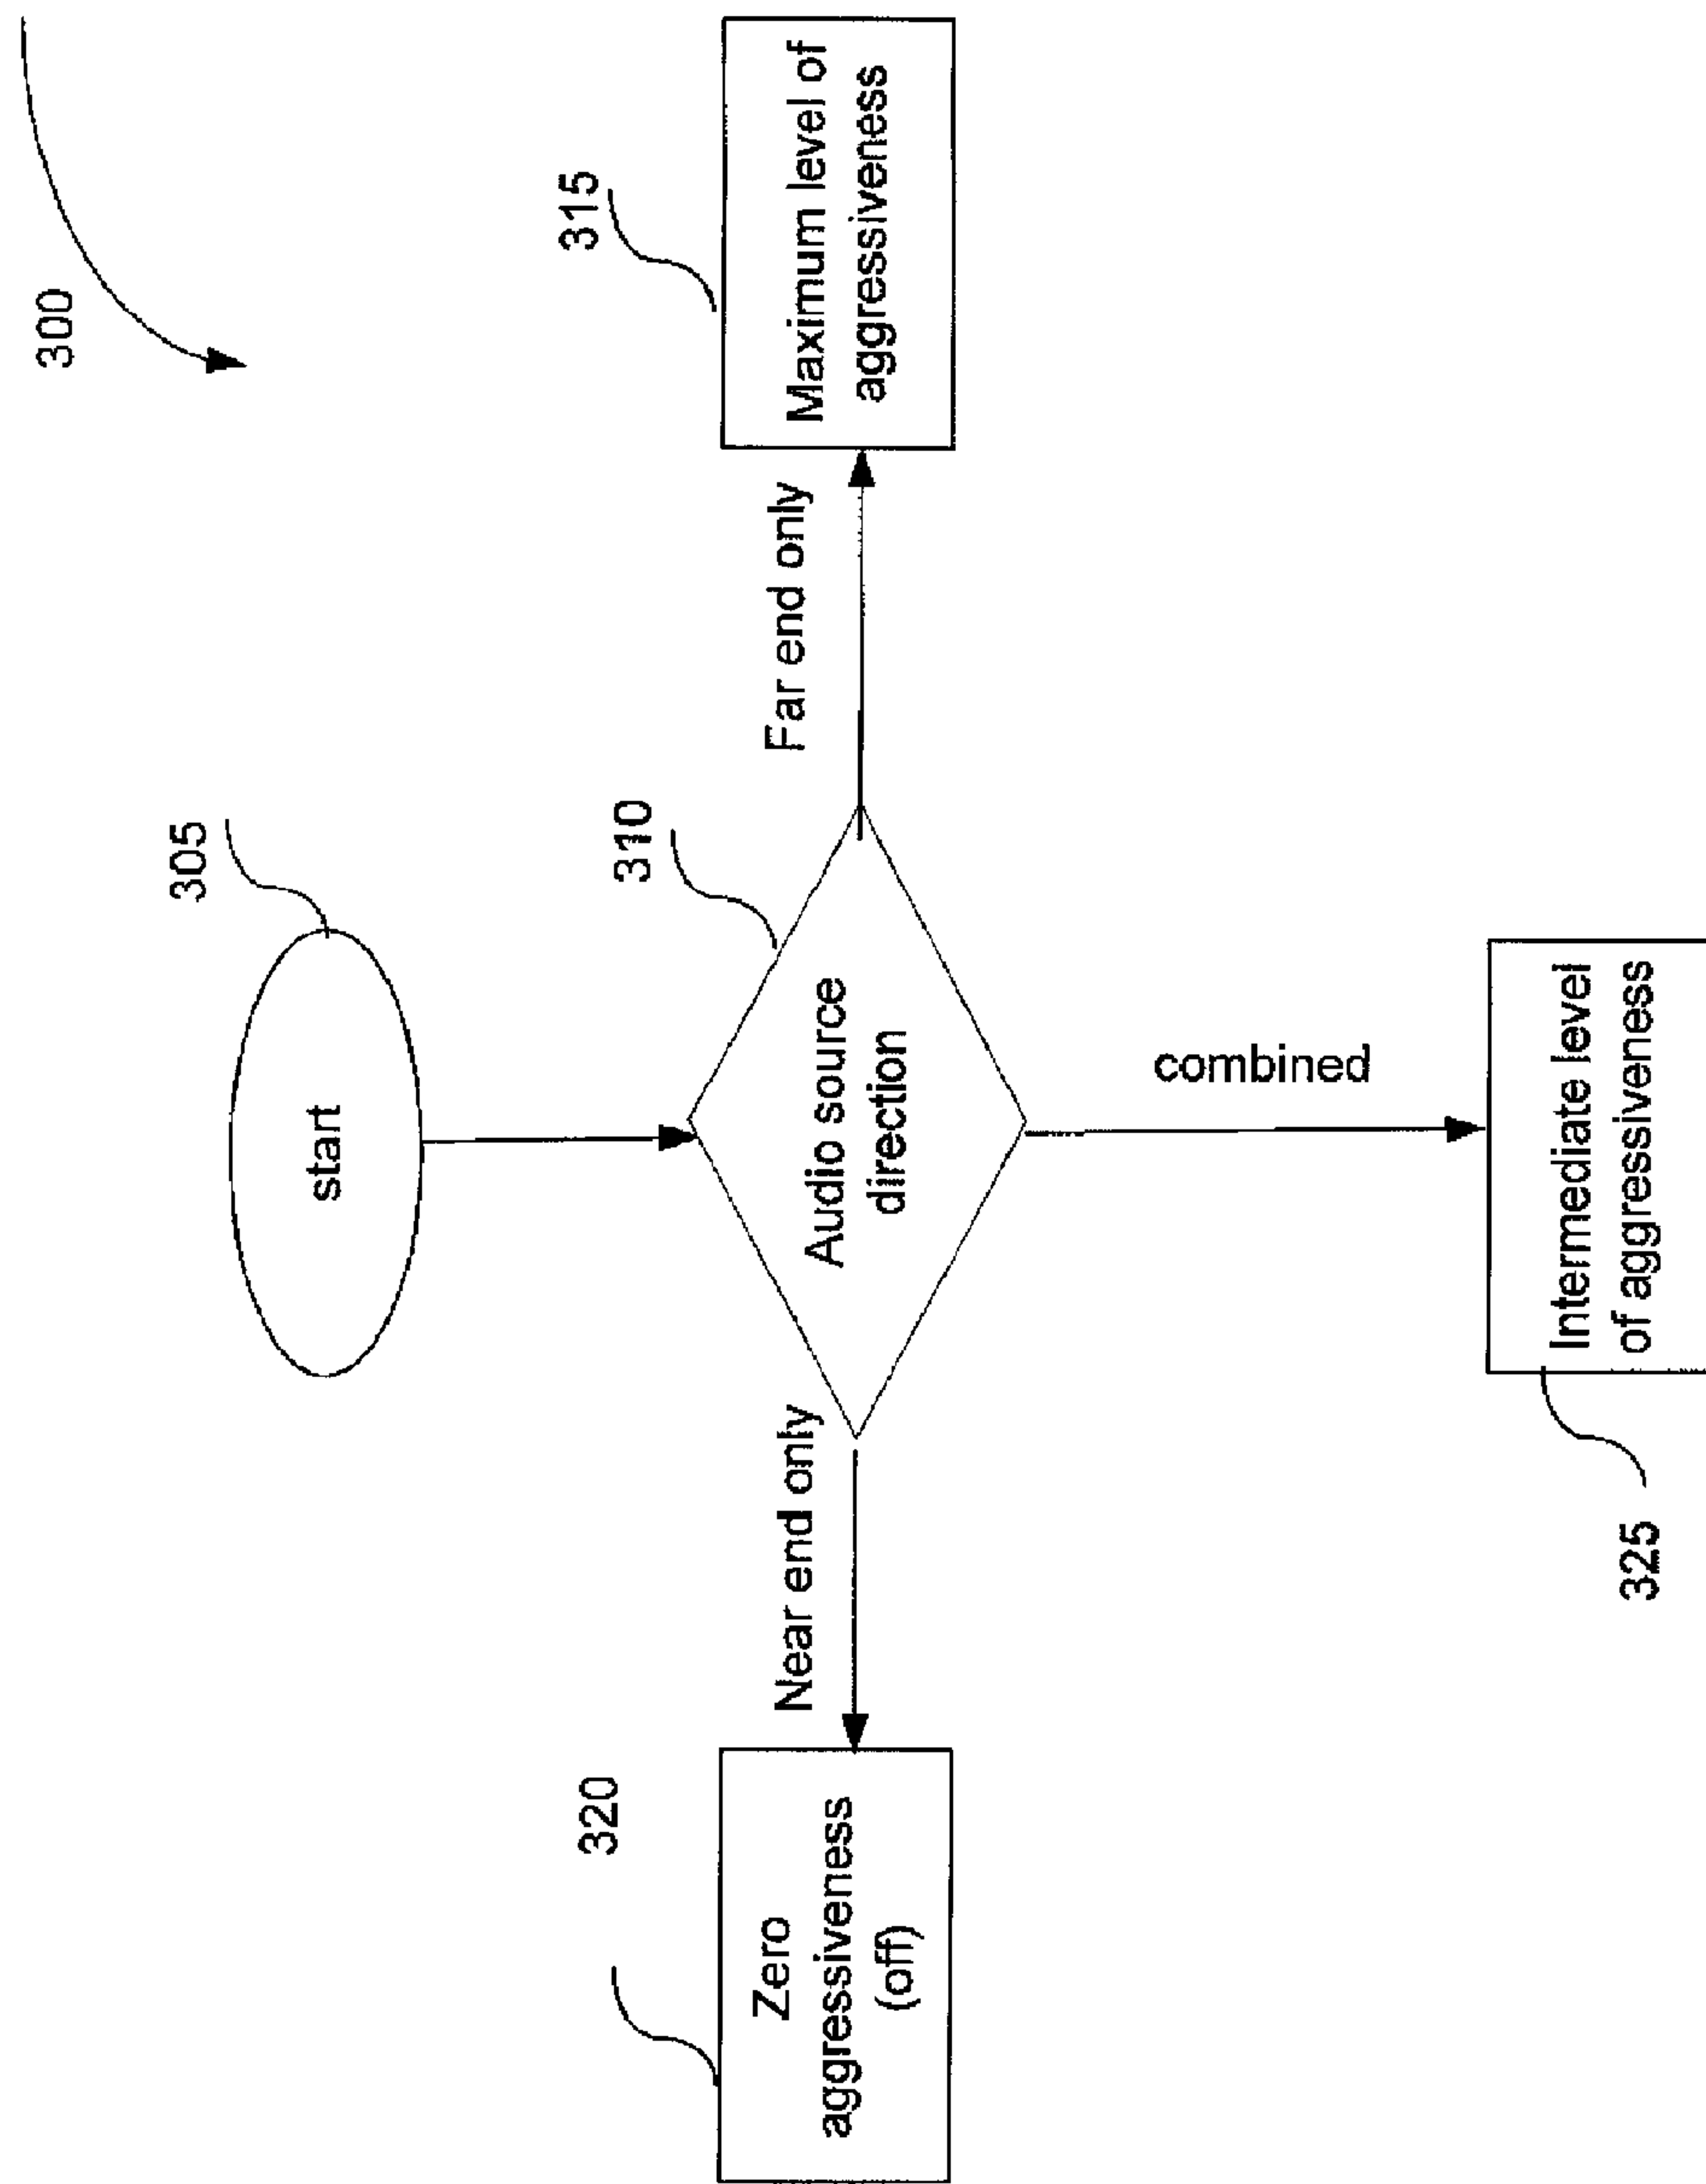 300
305
start
310
Audio source
direction
Near end only
Far end only
320
Zero
aggressiveness
(off)
315
Maximum level of
aggressiveness
combined
325
Intermediate level
of aggressiveness